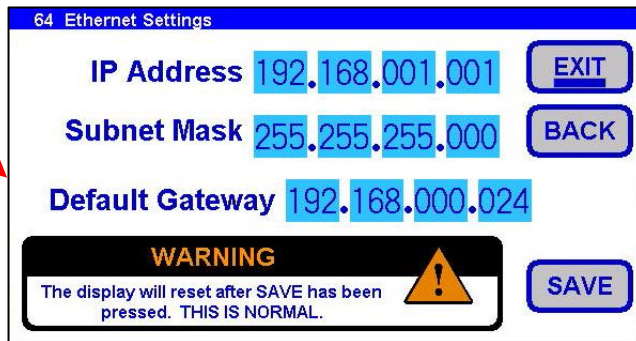 64 Ethernet Settings
IP Address 192.168.001.001 EXIT
Subnet Mask 255.255.255.000 BACK
Default Gateway 192.168.000.024
WARNING
!
The display will reset after SAVE has been
pressed. THIS IS NORMAL.
SAVE